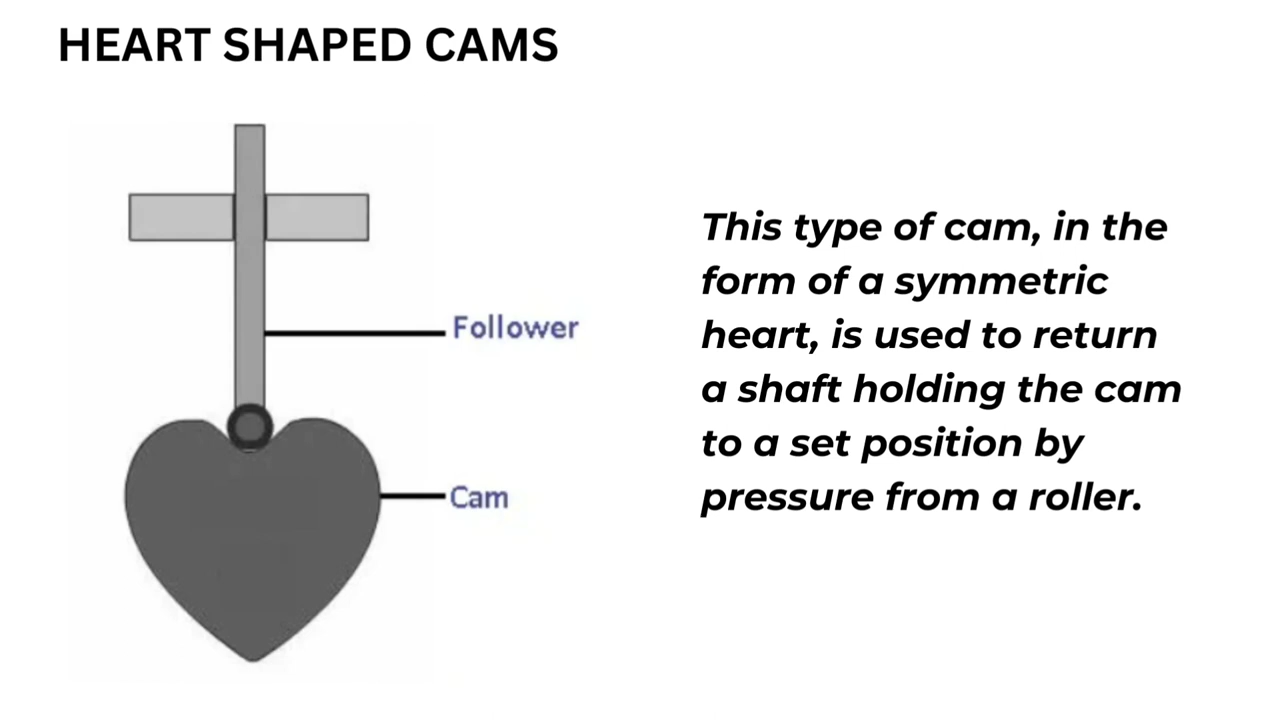 HEART SHAPED CAMS
Follower
Cam
This type of cam, in the
form of a symmetric
heart, is used to return
a shaft holding the cam
to a set position by
pressure from a roller.